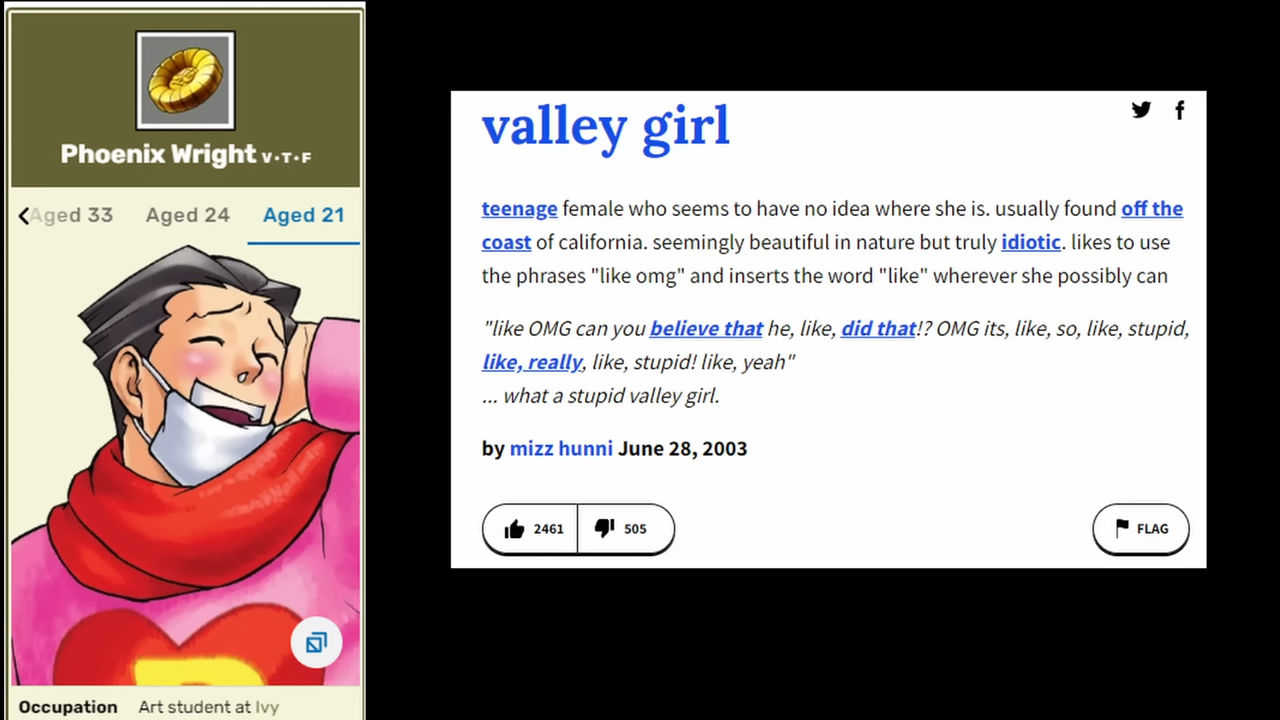 Phoenix Wright V•T•F
Aged 33 Aged 24 Aged 21
Occupation Art student at Ivy
valley girl
teenage female who seems to have no idea where she is. usually found off the
coast of california. seemingly beautiful in nature but truly idiotic. likes to use
the phrases "like omg" and inserts the word "like" wherever she possibly can
"like OMG can you believe that he, like, did that!? OMG its, like, so, like, stupid,
like, really, like, stupid! like, yeah"
... what a stupid valley girl.
by mizz hunni June 28, 2003
2461 505 FLAG